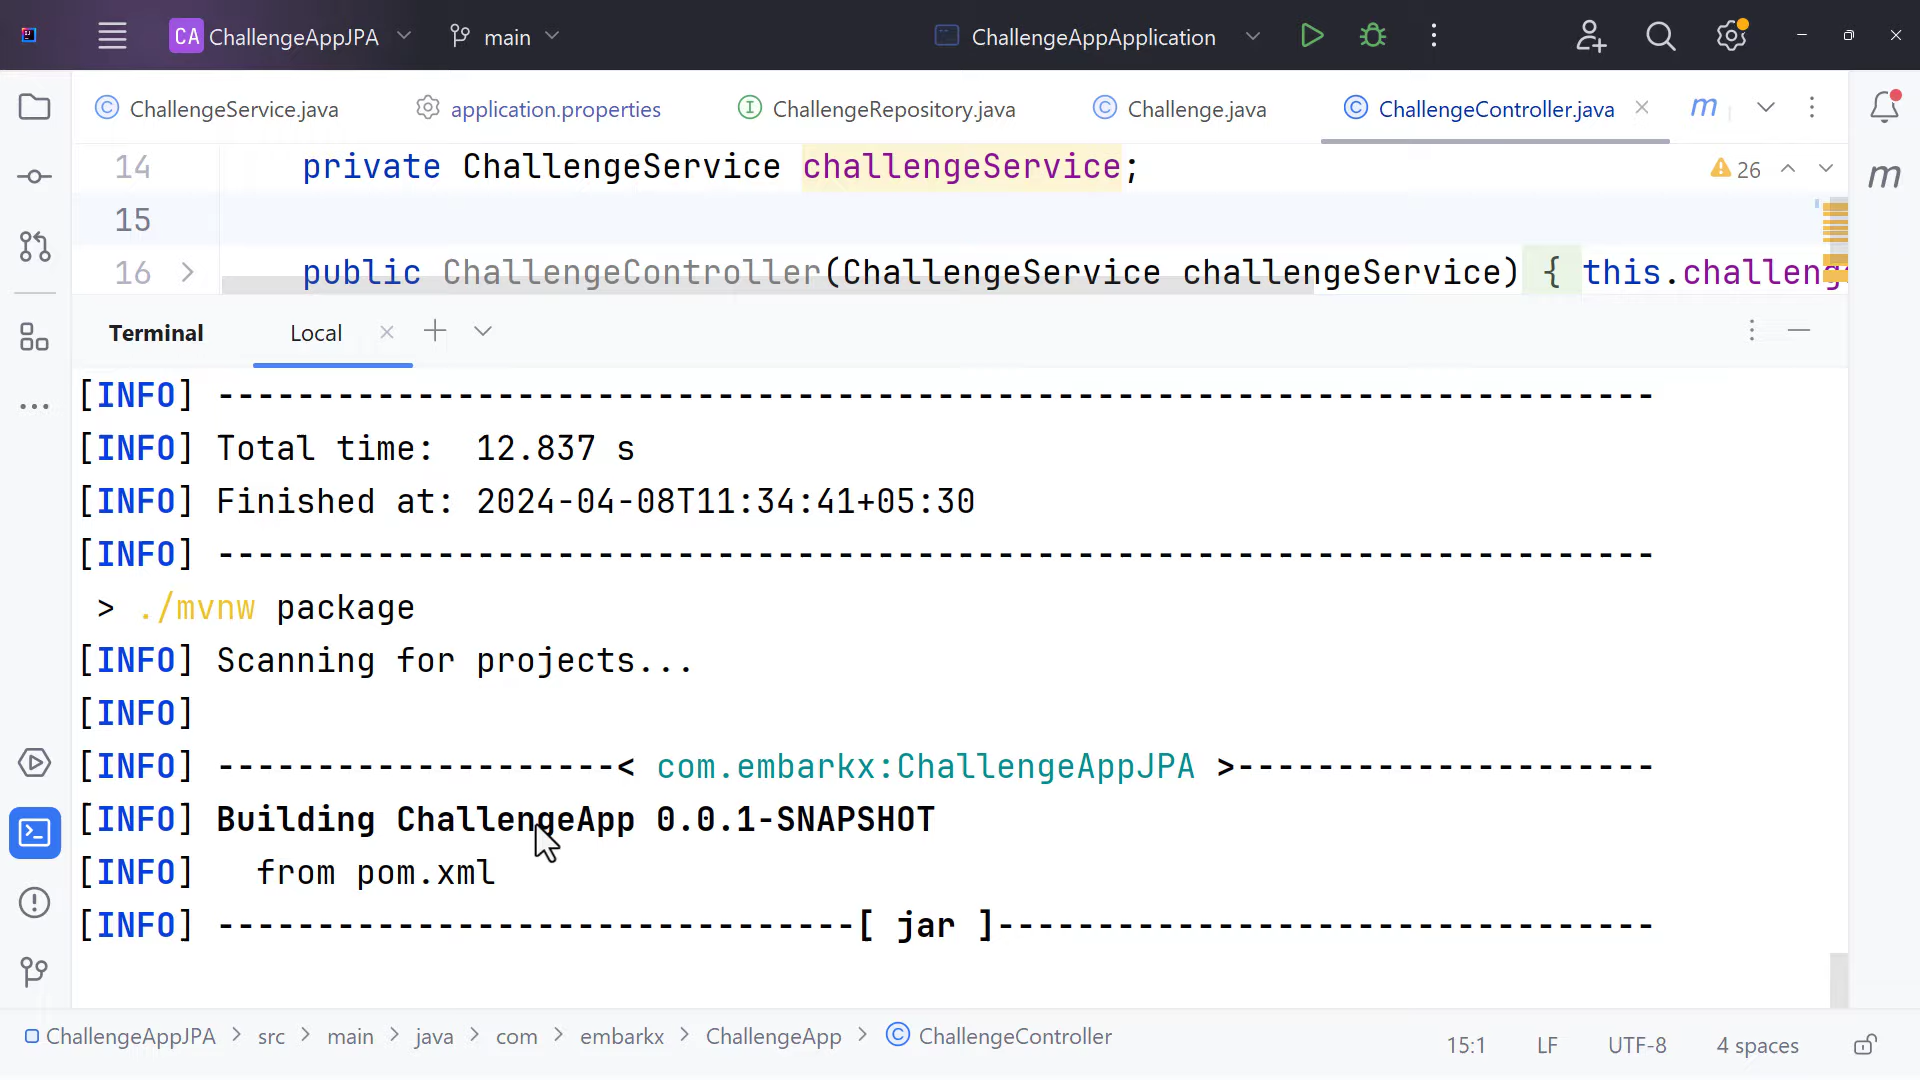 CA ChallengeAppJPA main ChallengeAppApplication
ChallengeService.java application.properties ChallengeRepository.java Challenge.java ChallengeController.java m
14 private ChallengeService challengeService; 26
15
16 public ChallengeController(ChallengeService challengeService) { this.challeng
Terminal Local
[INFO] ------------------------------------------------------------------------
[INFO] Total time:  12.837 s
[INFO] Finished at: 2024-04-08T11:34:41+05:30
[INFO] ------------------------------------------------------------------------
> ./mvnw package
[INFO] Scanning for projects...
[INFO]
[INFO] --------------------< com.embarkx:ChallengeAppJPA >---------------------
[INFO] Building ChallengeApp 0.0.1-SNAPSHOT
[INFO]   from pom.xml
[INFO] --------------------------------[ jar ]---------------------------------
ChallengeAppJPA > src > main > java > com > embarkx > ChallengeApp > ChallengeController 15:1 LF UTF-8 4 spaces